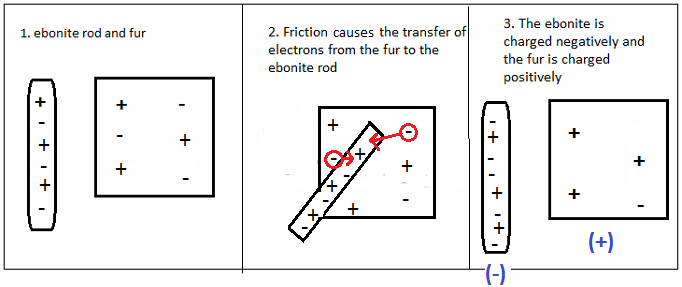 1. ebonite rod and fur
2. Friction causes the transfer of
electrons from the fur to the
ebonite rod
3. The ebonite is
charged negatively and
the fur is charged
positively
(-)
(+)